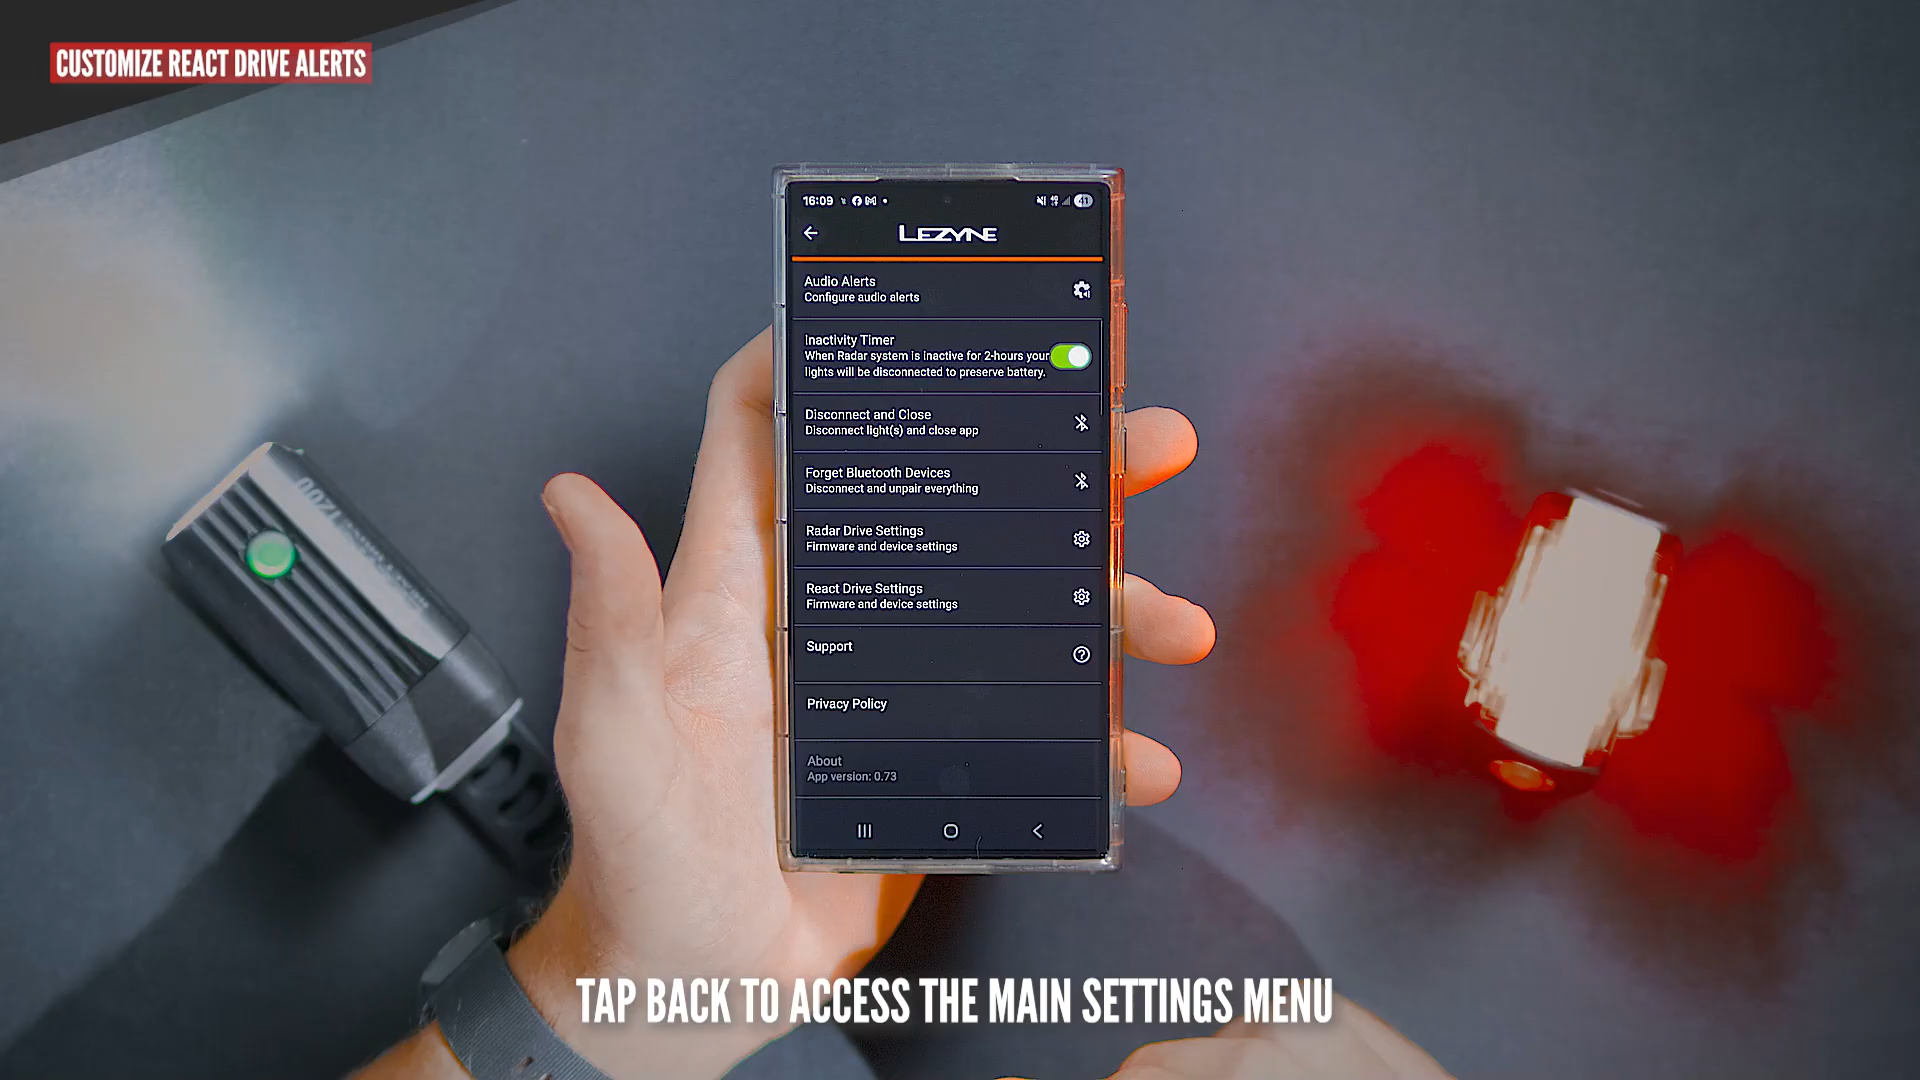 CUSTOMIZE REACT DRIVE ALERTS
16:09
41
LEZYNE
Audio Alerts
Configure audio alerts
Inactivity Timer
When Radar system is inactive for 2-hours your
lights will be disconnected to preserve battery.
Disconnect and Close
Disconnect light(s) and close app
Forget Bluetooth Devices
Disconnect and unpair everything
Radar Drive Settings
Firmware and device settings
React Drive Settings
Firmware and device settings
Support
Privacy Policy
About
App version: 0.73
1200
TAP BACK TO ACCESS THE MAIN SETTINGS MENU